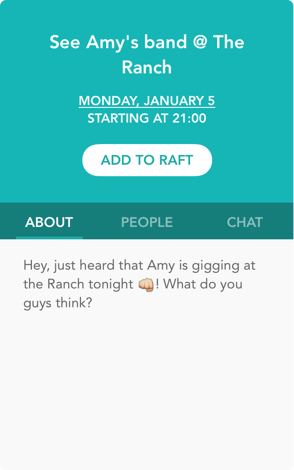 See Amy's band @ The
Ranch
MONDAY, JANUARY 5
STARTING AT 21:00
ADD TO RAFT
ABOUT PEOPLE CHAT
Hey, just heard that Amy is gigging at
the Ranch tonight 👊🏼! What do you
guys think?